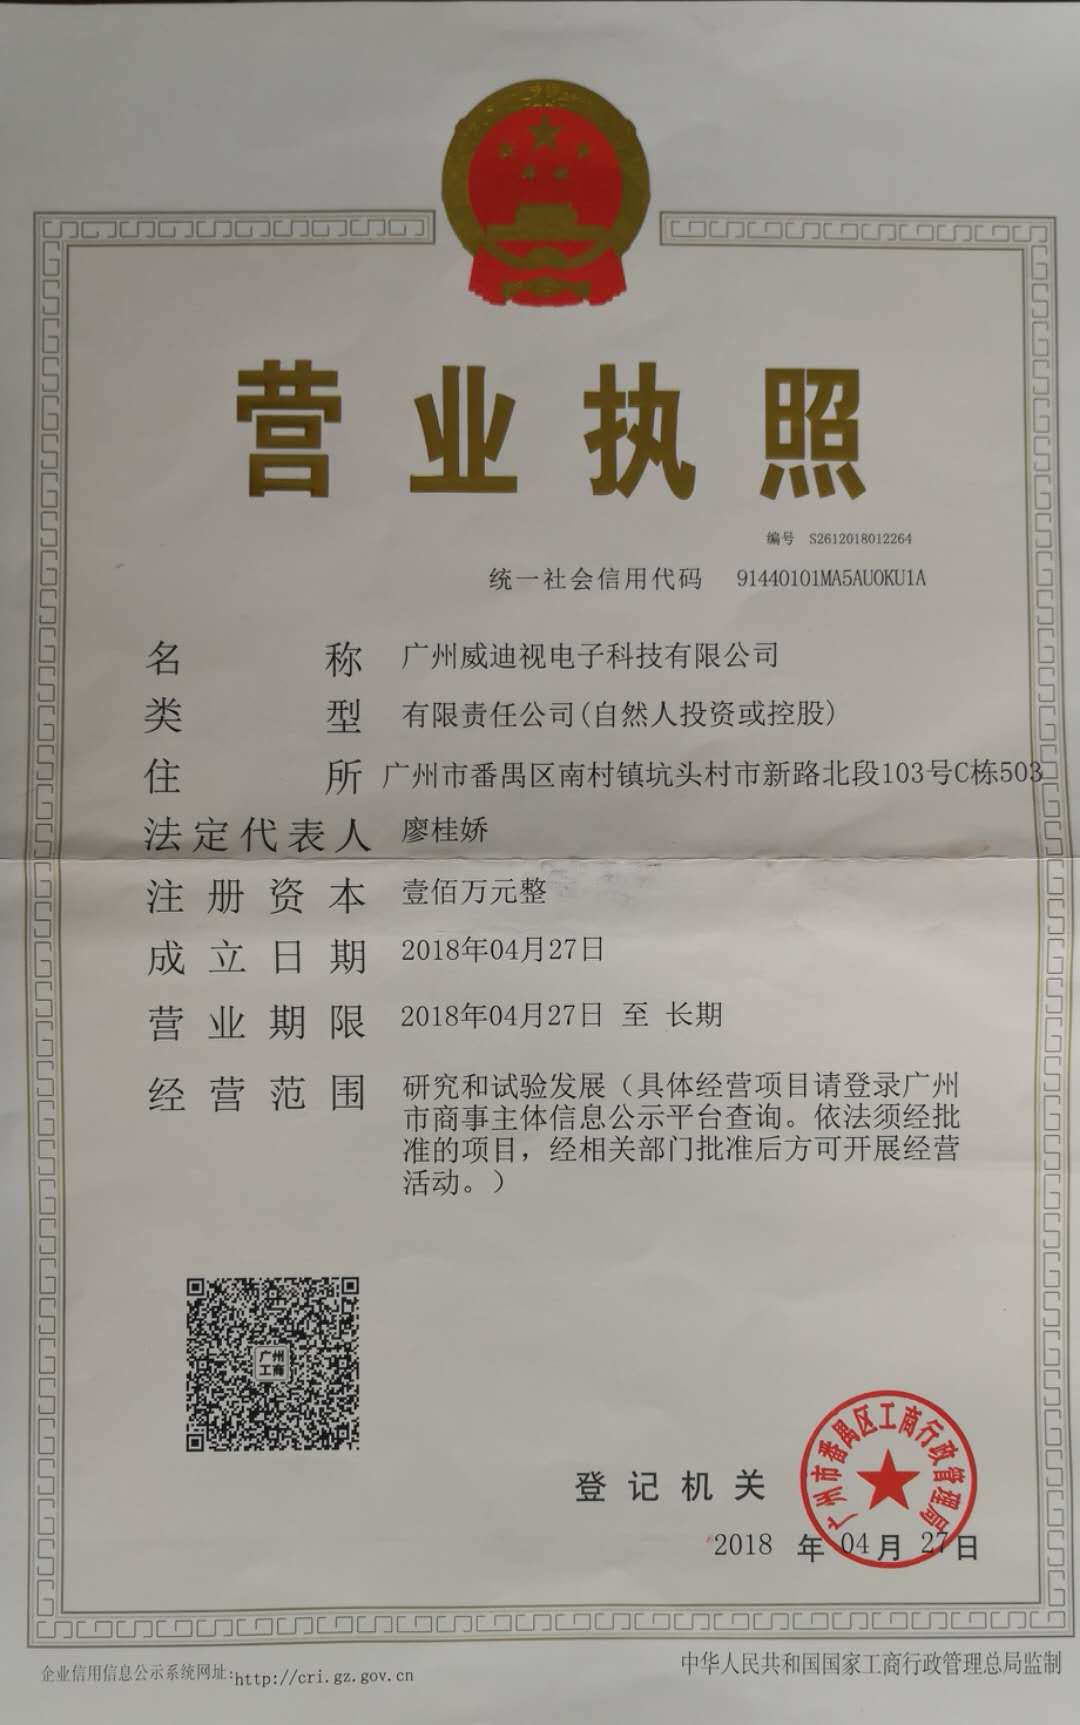 营业执照
编号 S2612018012264
统一社会信用代码 91440101MA5AUOKU1A
名称 广州威迪视电子科技有限公司
类型 有限责任公司(自然人投资或控股)
住所 广州市番禺区南村镇坑头村市新路北段103号C栋503
法定代表人 廖桂娇
注册资本 壹佰万元整
成立日期 2018年04月27日
营业期限 2018年04月27日 至 长期
经营范围 研究和试验发展（具体经营项目请登录广州
市商事主体信息公示平台查询。依法须经批
准的项目，经相关部门批准后方可开展经营
活动。）
广州
工商
登记机关
广州市番禺区工商行政管理局
2018 年 04 月 27 日
企业信用信息公示系统网址:http://cri.gz.gov.cn
中华人民共和国国家工商行政管理总局监制